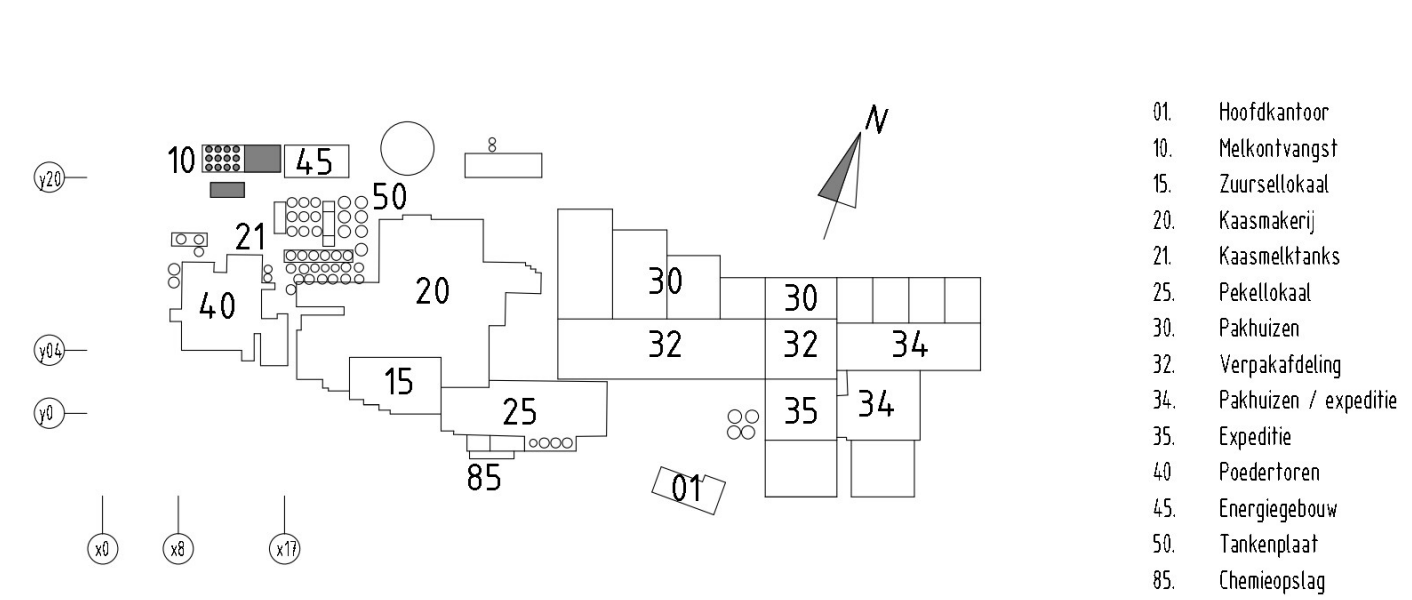 N
10
45
y20
50
21
30
20
30
40
32
32
34
y04
15
25
35
34
y0
85
01
x0
x8
x17
01. Hoofdkantoor
10. Melkontvangst
15. Zuursellokaal
20. Kaasmakerij
21. Kaasmelktanks
25. Pekellokaal
30. Pakhuizen
32. Verpakafdeling
34. Pakhuizen / expeditie
35. Expeditie
40 Poedertoren
45. Energiegebouw
50. Tankenplaat
85. Chemieopslag